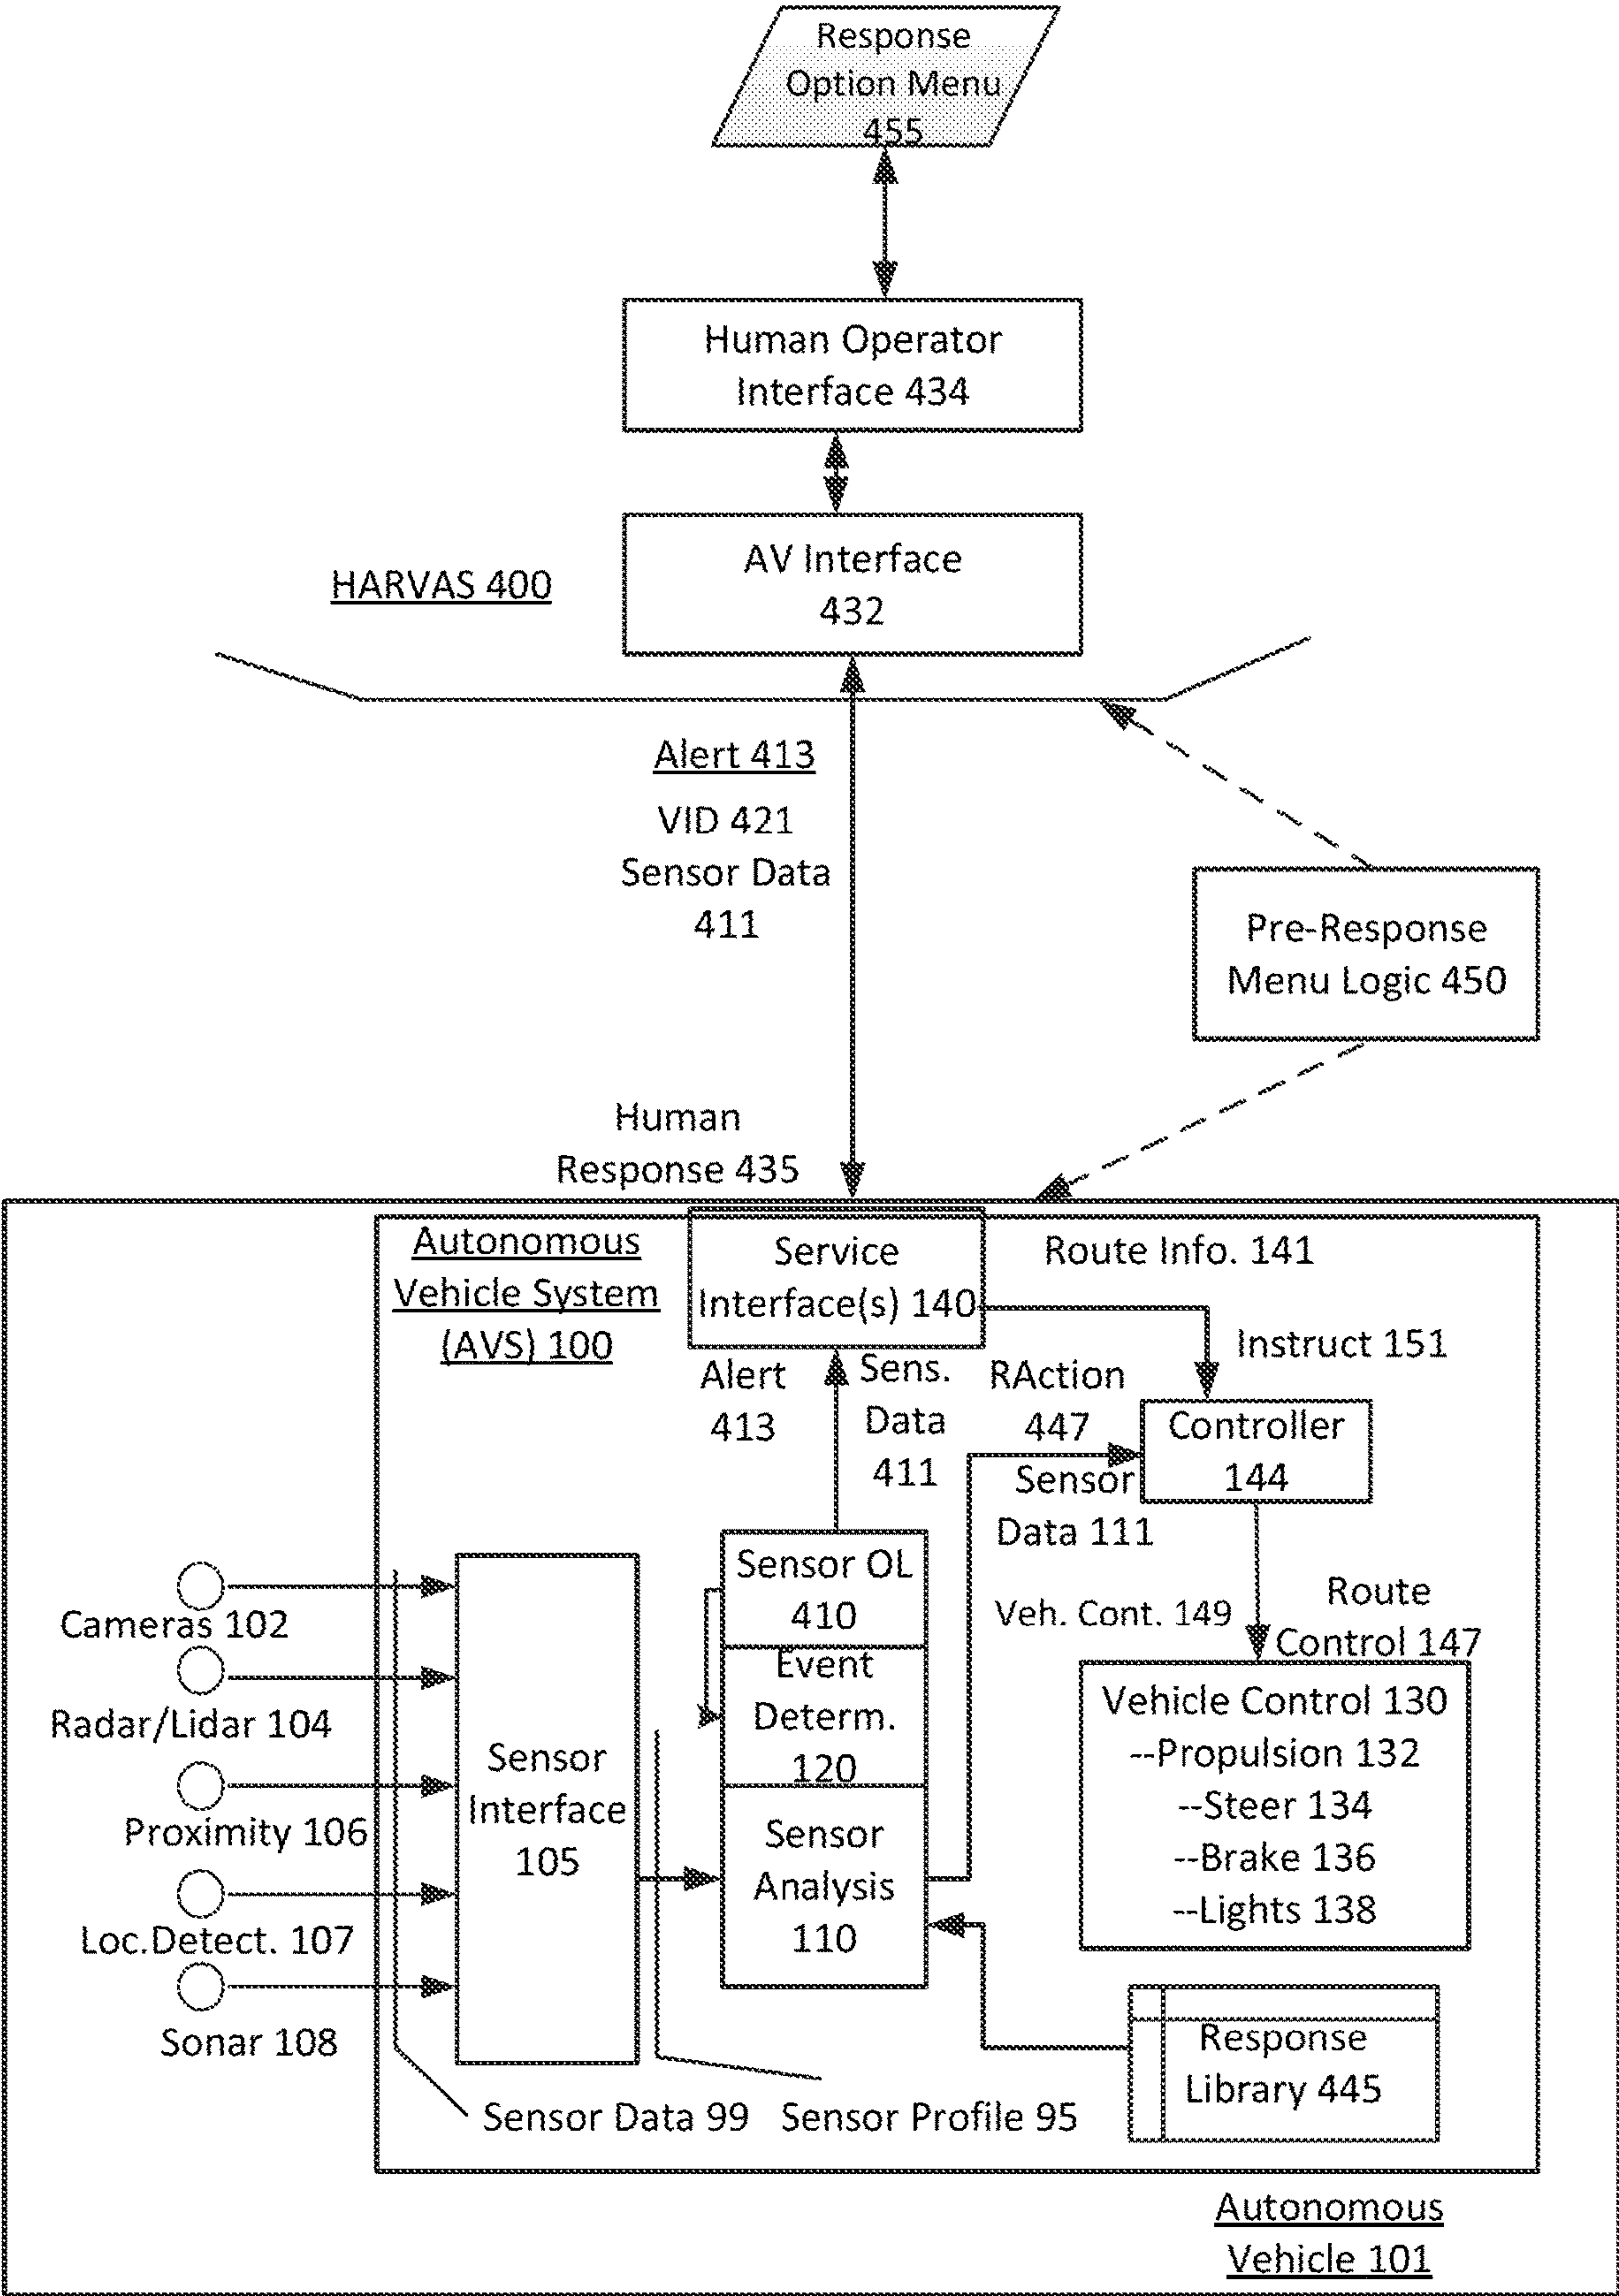 Response
Option Menu
455
Human Operator
Interface 434
AV Interface
432
HARVAS 400
Alert 413
VID 421
Sensor Data
411
Pre-Response
Menu Logic 450
Human
Response 435
Autonomous
Vehicle System
(AVS) 100
Service
Interface(s) 140
Route Info. 141
Instruct 151
Alert
413
Sens.
Data
411
RAction
447
Sensor
Data 111
Controller
144
Sensor OL
410
Event
Determ.
120
Sensor
Analysis
110
Veh. Cont. 149
Route
Control 147
Vehicle Control 130
--Propulsion 132
--Steer 134
--Brake 136
--Lights 138
Cameras 102
Radar/Lidar 104
Proximity 106
Loc.Detect. 107
Sonar 108
Sensor
Interface
105
Response
Library 445
Sensor Data 99
Sensor Profile 95
Autonomous
Vehicle 101